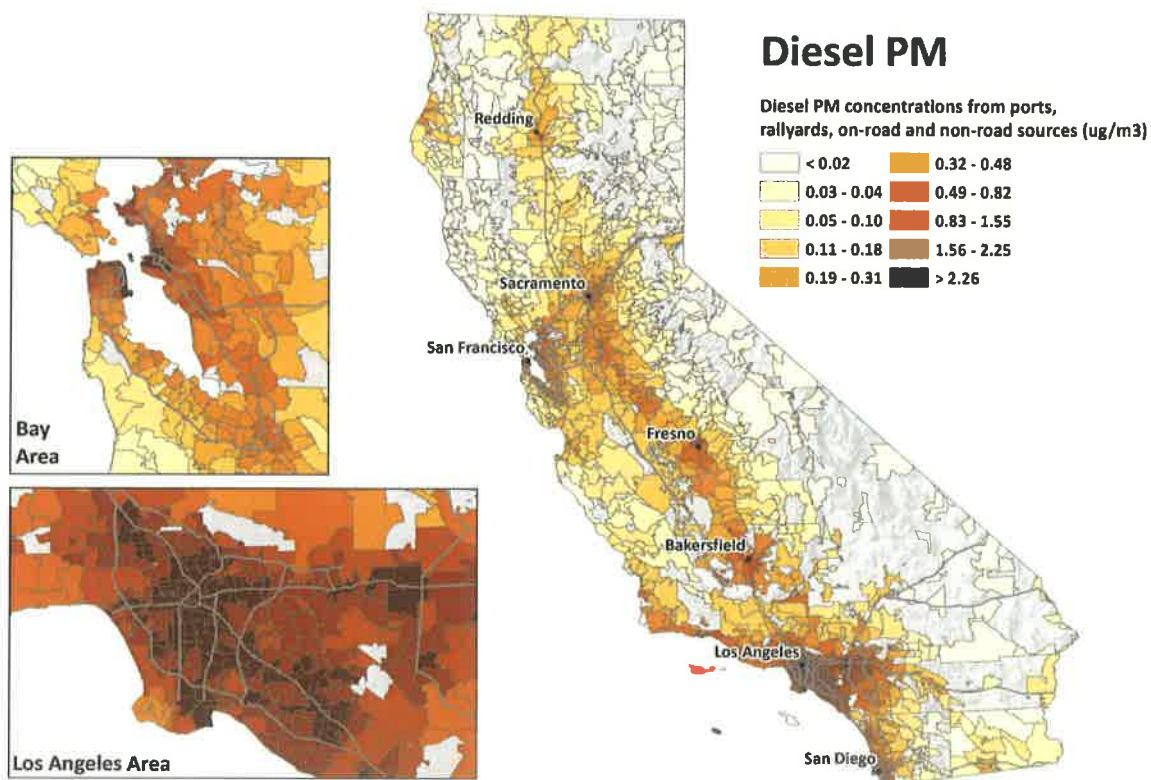 Diesel PM
Diesel PM concentrations from ports,
rallyards, on-road and non-road sources (ug/m3)
< 0.02
0.03 - 0.04
0.05 - 0.10
0.11 - 0.18
0.19 - 0.31
0.32 - 0.48
0.49 - 0.82
0.83 - 1.55
1.56 - 2.25
> 2.26
Redding
Sacramento
San Francisco
Fresno
Bakersfield
Los Angeles
San Diego
Bay
Area
Los Angeles Area